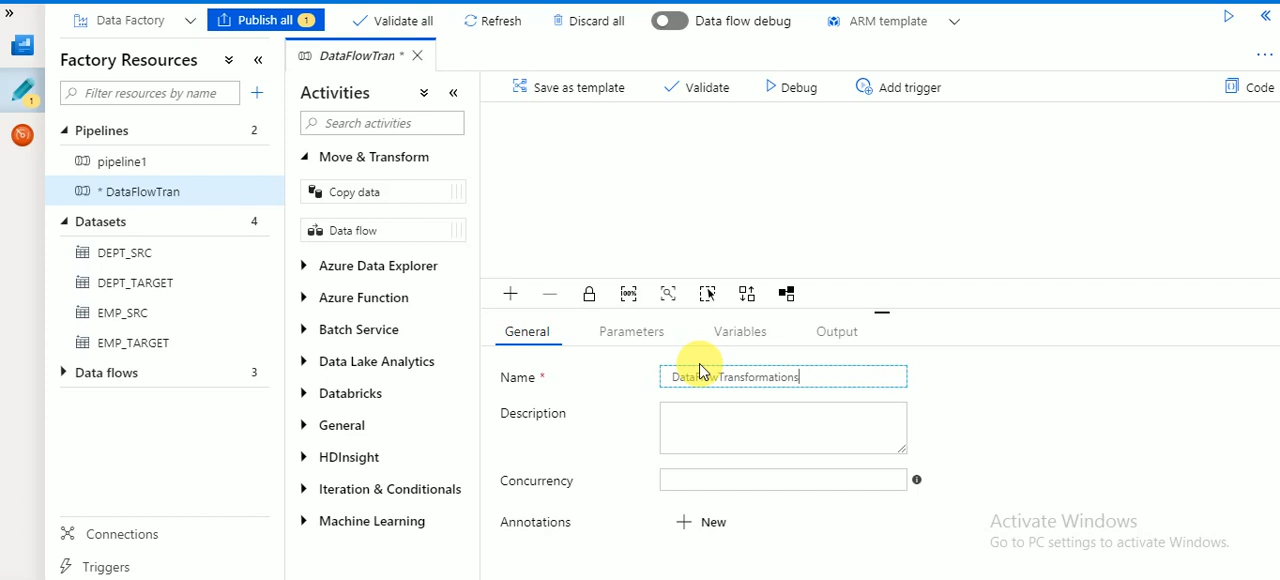 »
Data Factory
Publish all 1
Validate all
Refresh
Discard all
Data flow debug
ARM template
«
1
Factory Resources
«
Filter resources by name
+
Pipelines 2
pipeline1
* DataFlowTran
Datasets 4
DEPT_SRC
DEPT_TARGET
EMP_SRC
EMP_TARGET
Data flows 3
Connections
Triggers
DataFlowTran *
...
Activities
«
Search activities
Move & Transform
Copy data
Data flow
Azure Data Explorer
Azure Function
Batch Service
Data Lake Analytics
Databricks
General
HDInsight
Iteration & Conditionals
Machine Learning
Save as template
Validate
Debug
Add trigger
Code
100%
General
Parameters
Variables
Output
Name *
DataFlowTransformations
Description
Concurrency
Annotations
+ New
Activate Windows
Go to PC settings to activate Windows.